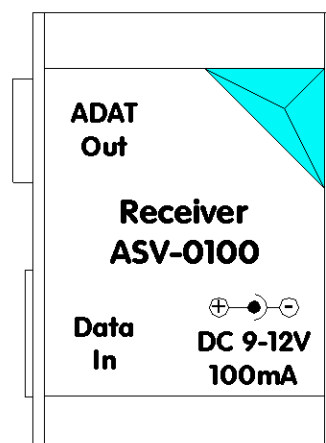 ADAT
Out
Receiver
ASV-0100
Data
In
DC 9-12V
100mA